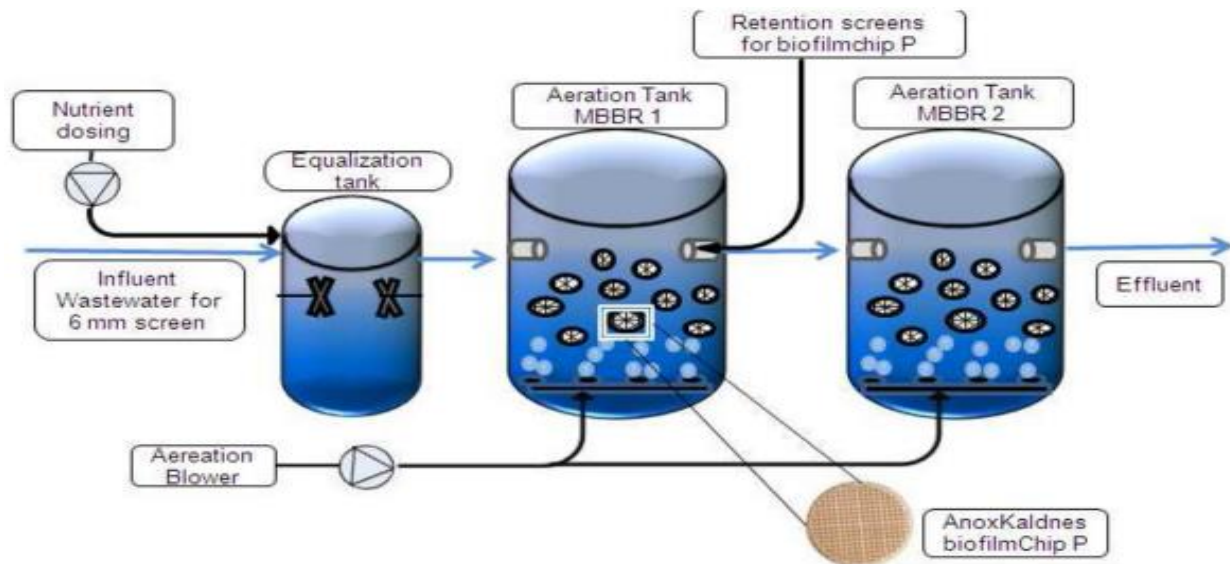 Retention screens
for biofilmchip P
Nutrient
dosing
Equalization
tank
Aeration Tank
MBBR 1
Aeration Tank
MBBR 2
Influent
Wastewater for
6 mm screen
Effluent
Aereation
Blower
AnoxKaldnes
biofilmChip P